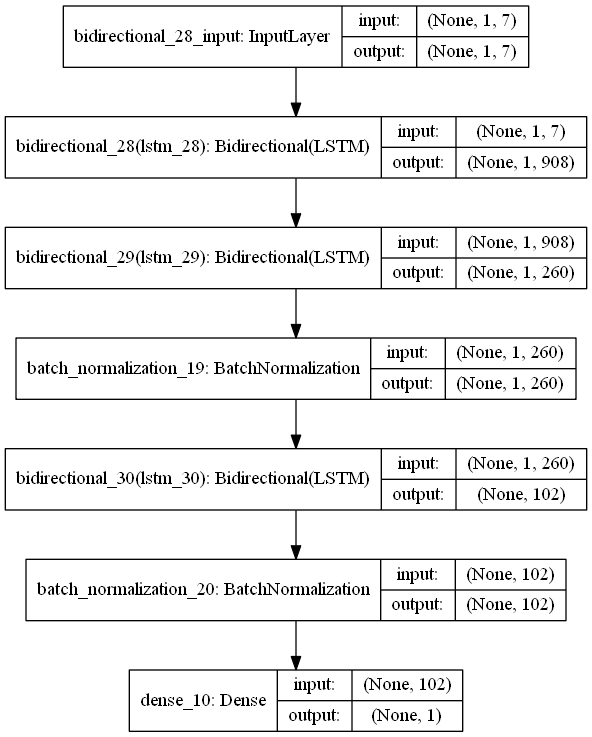 bidirectional_28_input: InputLayer
input: (None, 1, 7)
output: (None, 1, 7)
bidirectional_28(lstm_28): Bidirectional(LSTM)
input: (None, 1, 7)
output: (None, 1, 908)
bidirectional_29(lstm_29): Bidirectional(LSTM)
input: (None, 1, 908)
output: (None, 1, 260)
batch_normalization_19: BatchNormalization
input: (None, 1, 260)
output: (None, 1, 260)
bidirectional_30(lstm_30): Bidirectional(LSTM)
input: (None, 1, 260)
output: (None, 102)
batch_normalization_20: BatchNormalization
input: (None, 102)
output: (None, 102)
dense_10: Dense
input: (None, 102)
output: (None, 1)